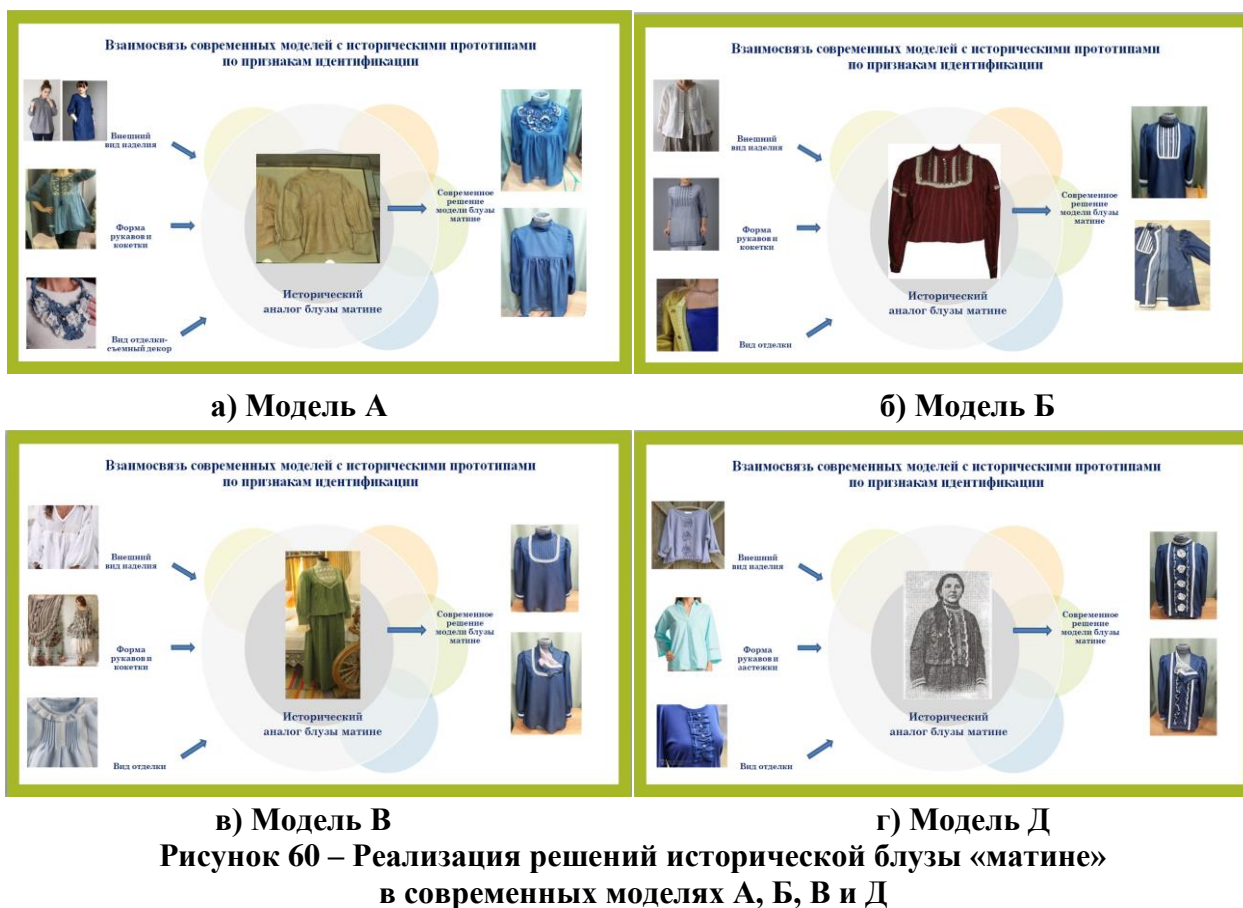 Взаимосвязь современных моделей с историческими прототипами
по признакам идентификации
Внешний
вид изделия
Форма
рукавов и
кокетки
Вид отделки-
съемный декор
Исторический
аналог блузы матине
Современное
решение
модели блузы
матине
Взаимосвязь современных моделей с историческими прототипами
по признакам идентификации
Внешний
вид изделия
Форма
рукавов и
кокетки
Вид отделки
Исторический
аналог блузы матине
Современное
решение
модели блузы
матине
а) Модель А
б) Модель Б
Взаимосвязь современных моделей с историческими прототипами
по признакам идентификации
Внешний
вид изделия
Форма
рукавов и
кокетки
Вид отделки
Исторический
аналог блузы матине
Современное
решение
модели блузы
матине
Взаимосвязь современных моделей с историческими прототипами
по признакам идентификации
Внешний
вид изделия
Форма
рукавов и
застежки
Вид отделки
Исторический
аналог блузы матине
Современное
решение
модели блузы
матине
в) Модель В
г) Модель Д
Рисунок 60 – Реализация решений исторической блузы «матине»
в современных моделях А, Б, В и Д